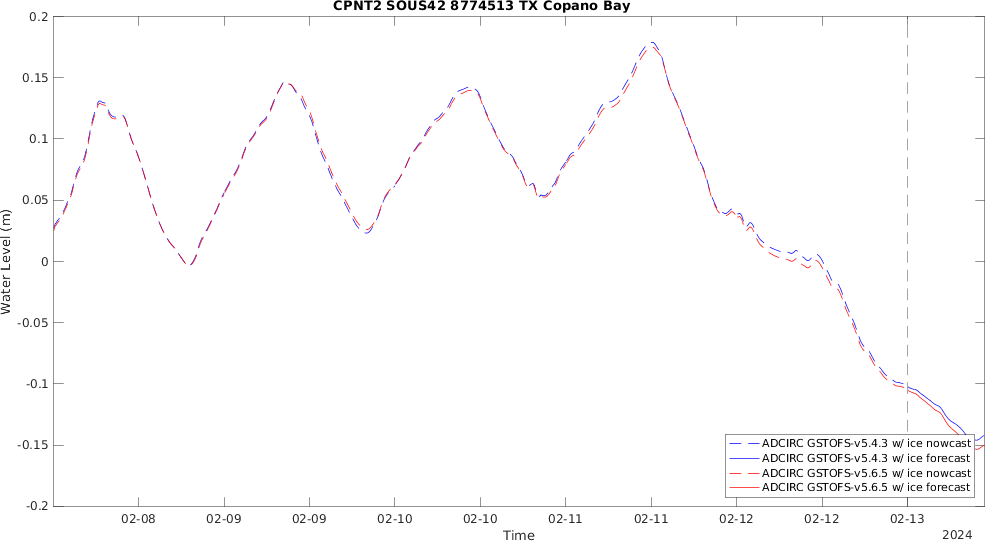 CPNT2 SOUS42 8774513 TX Copano Bay
0.2
0.15
0.1
0.05
0
-0.05
-0.1
-0.15
-0.2
Water Level (m)
ADCIRC GSTOFS-v5.4.3 w/ ice nowcast
ADCIRC GSTOFS-v5.4.3 w/ ice forecast
ADCIRC GSTOFS-v5.6.5 w/ ice nowcast
ADCIRC GSTOFS-v5.6.5 w/ ice forecast
02-08 02-09 02-09 02-10 02-10 02-11 02-11 02-12 02-12 02-13
Time
2024